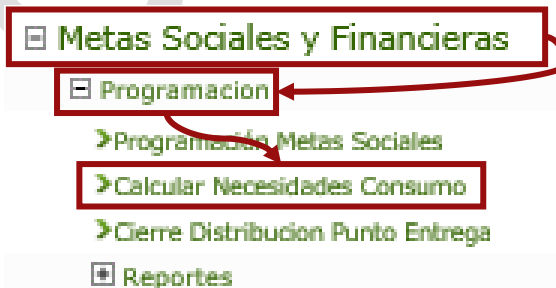 Metas Sociales y Financieras
Programacion
Programación Metas Sociales
Calcular Necesidades Consumo
Cierre Distribucion Punto Entrega
Reportes